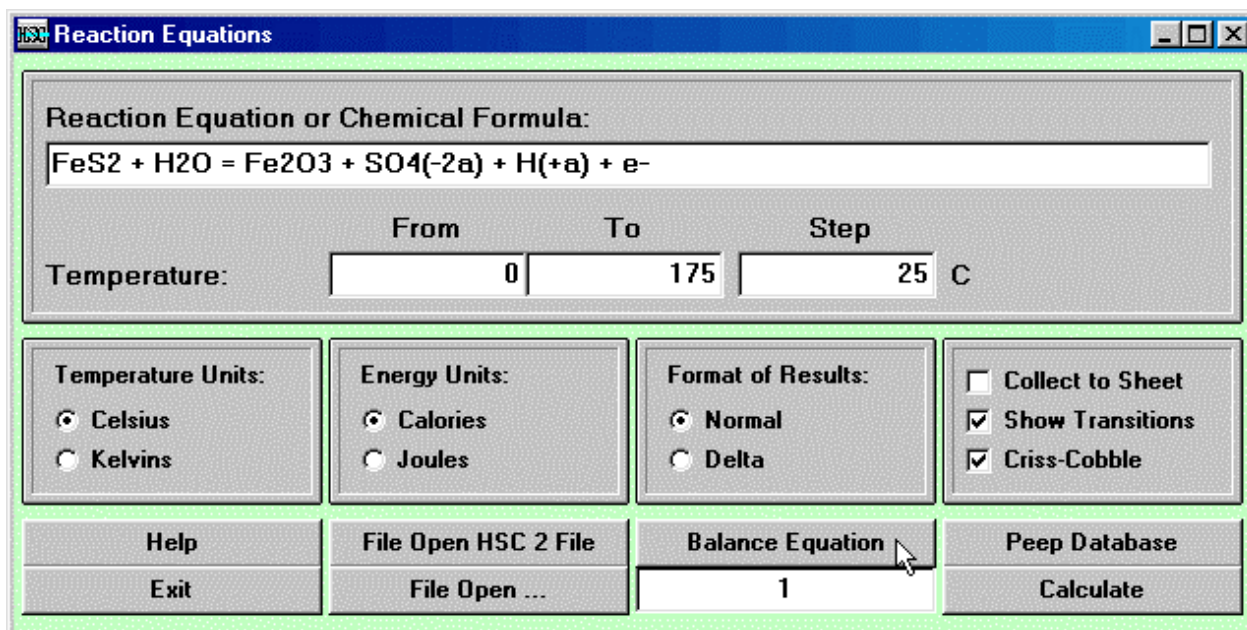 HSC Reaction Equations
Reaction Equation or Chemical Formula:
FeS2 + H2O = Fe2O3 + SO4(-2a) + H(+a) + e-
From To Step
Temperature: 0 175 25 C
Temperature Units:
Celsius
Kelvins
Energy Units:
Calories
Joules
Format of Results:
Normal
Delta
Collect to Sheet
Show Transitions
Criss-Cobble
Help File Open HSC 2 File Balance Equation Peep Database
Exit File Open ... 1 Calculate